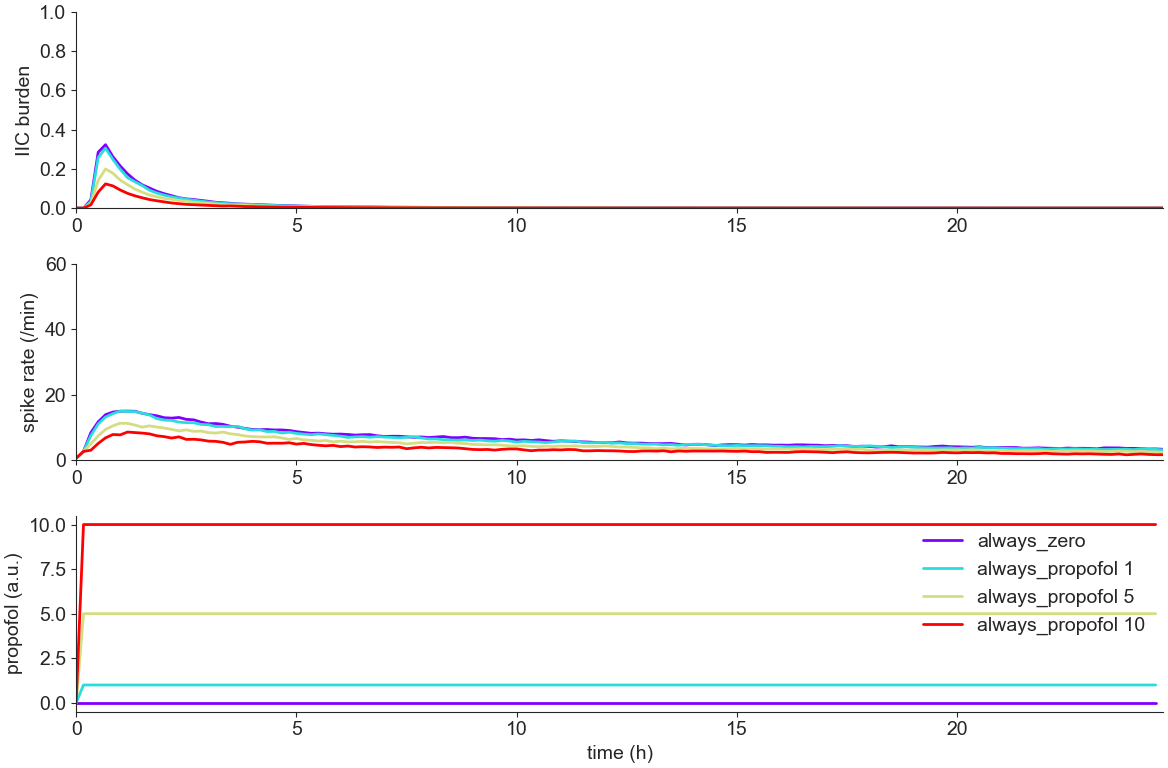 IIC burden
1.0
0.8
0.6
0.4
0.2
0.0
0 5 10 15 20
spike rate (/min)
60
40
20
0
0 5 10 15 20
propofol (a.u.)
10.0
7.5
5.0
2.5
0.0
always_zero
always_propofol 1
always_propofol 5
always_propofol 10
0 5 10 15 20
time (h)